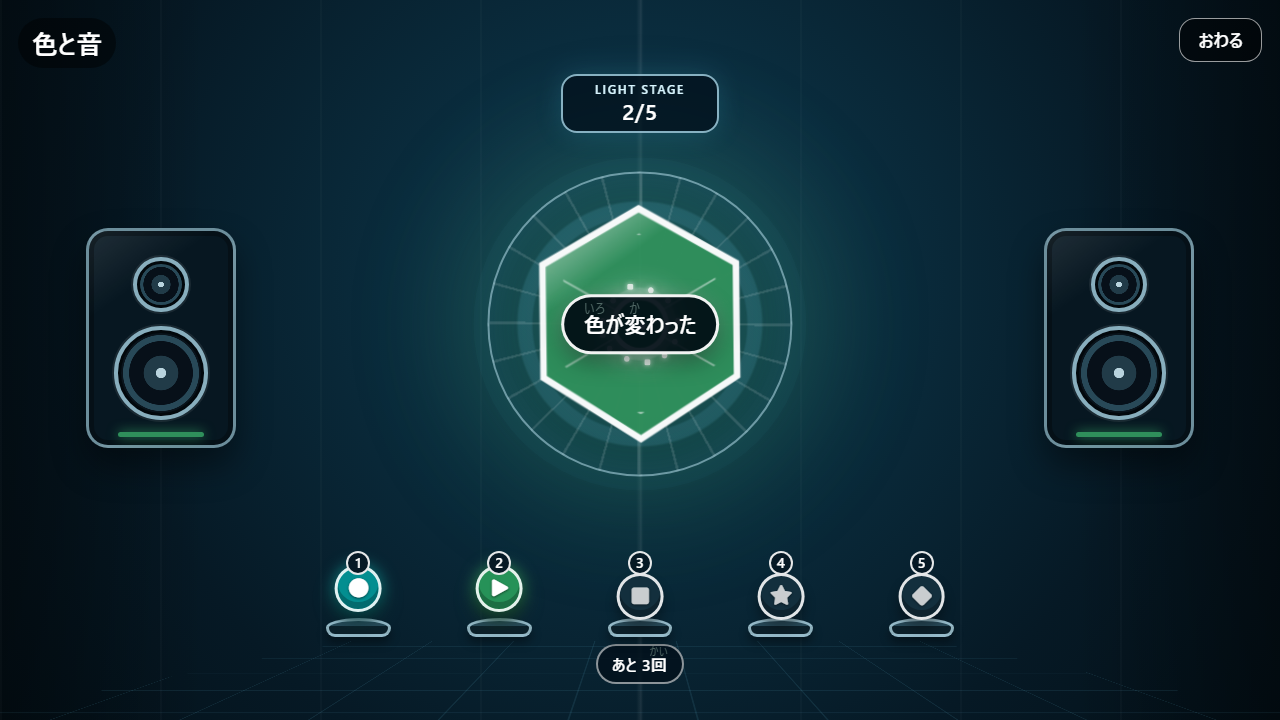 色と音
おわる
LIGHT STAGE
2/5
色が変わった
いろ か
1
2
3
4
5
あと 3回
かい